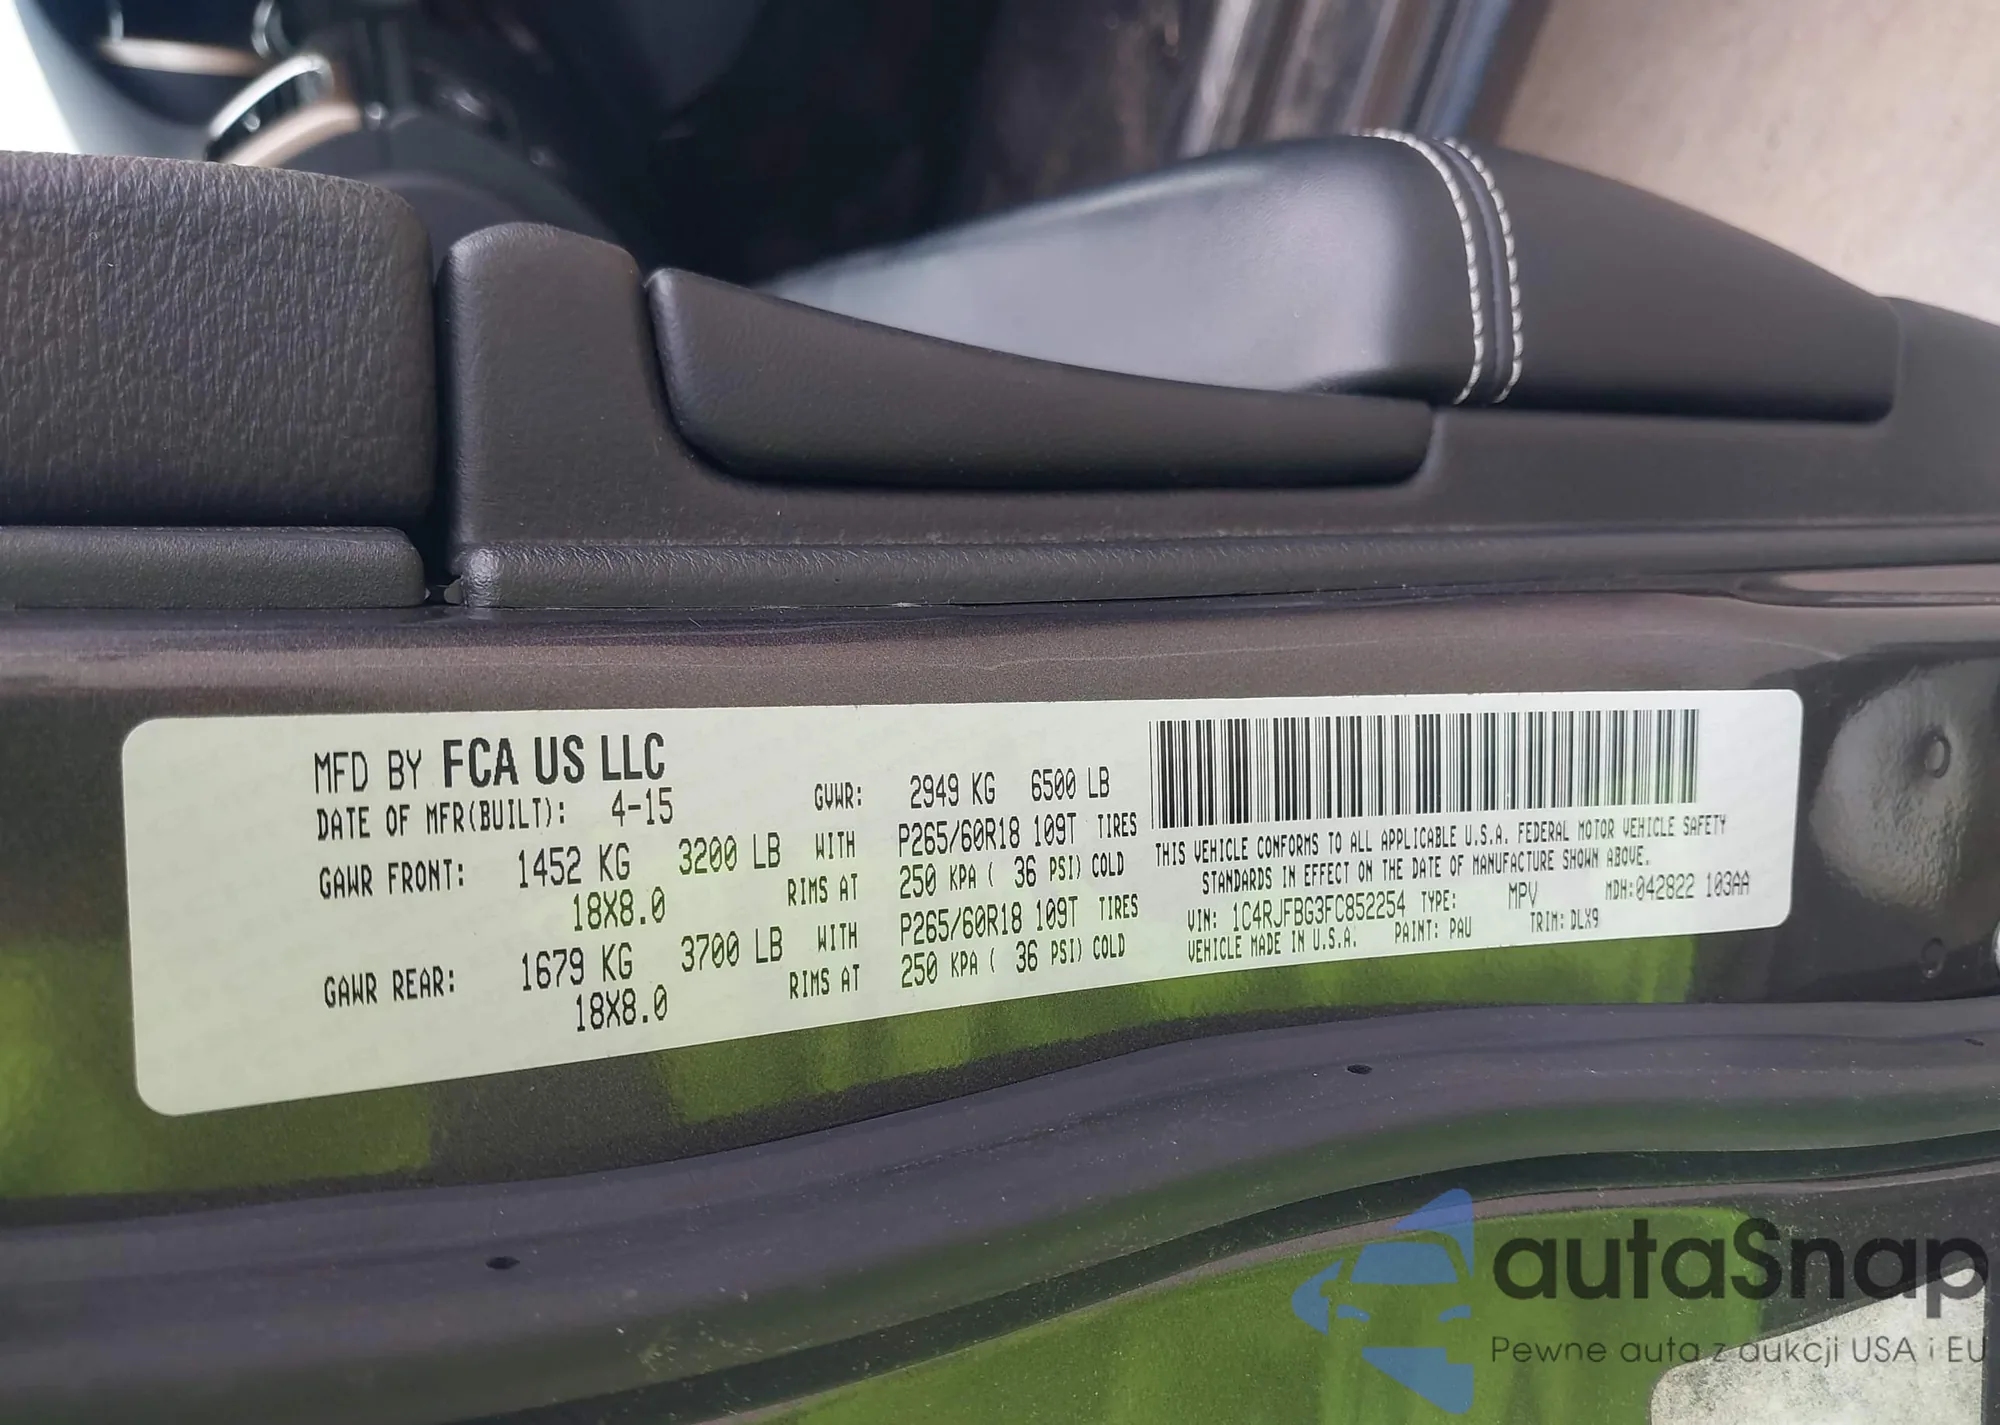 MFD BY FCA US LLC
DATE OF MFR(BUILT): 4-15 GVWR: 2949 KG 6500 LB
GAWR FRONT: 1452 KG 3200 LB WITH P265/60R18 109T TIRES
18X8.0 RIMS AT 250 KPA ( 36 PSI) COLD
GAWR REAR: 1679 KG 3700 LB WITH P265/60R18 109T TIRES
18X8.0 RIMS AT 250 KPA ( 36 PSI) COLD
THIS VEHICLE CONFORMS TO ALL APPLICABLE U.S.A. FEDERAL MOTOR VEHICLE SAFETY
STANDARDS IN EFFECT ON THE DATE OF MANUFACTURE SHOWN ABOVE.
VIN: 1C4RJFBG3FC852254 TYPE: MPV MDH:042822 103AA
VEHICLE MADE IN U.S.A. PAINT: PAU TRIM: DLX9
autaSnap
Pewne auta z aukcji USA i EU